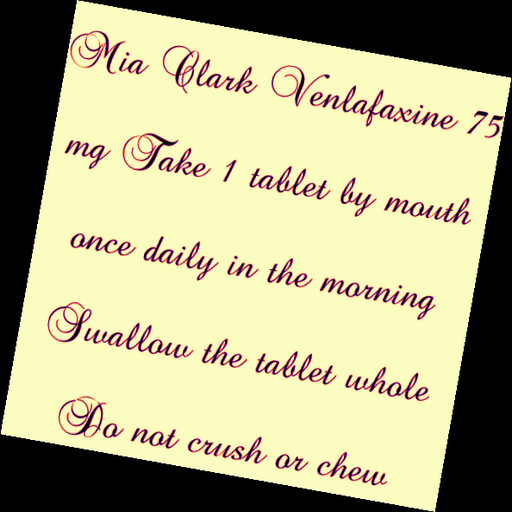 Mia Clark Venlafaxine 75
mg Take 1 tablet by mouth
once daily in the morning
Swallow the tablet whole
Do not crush or chew